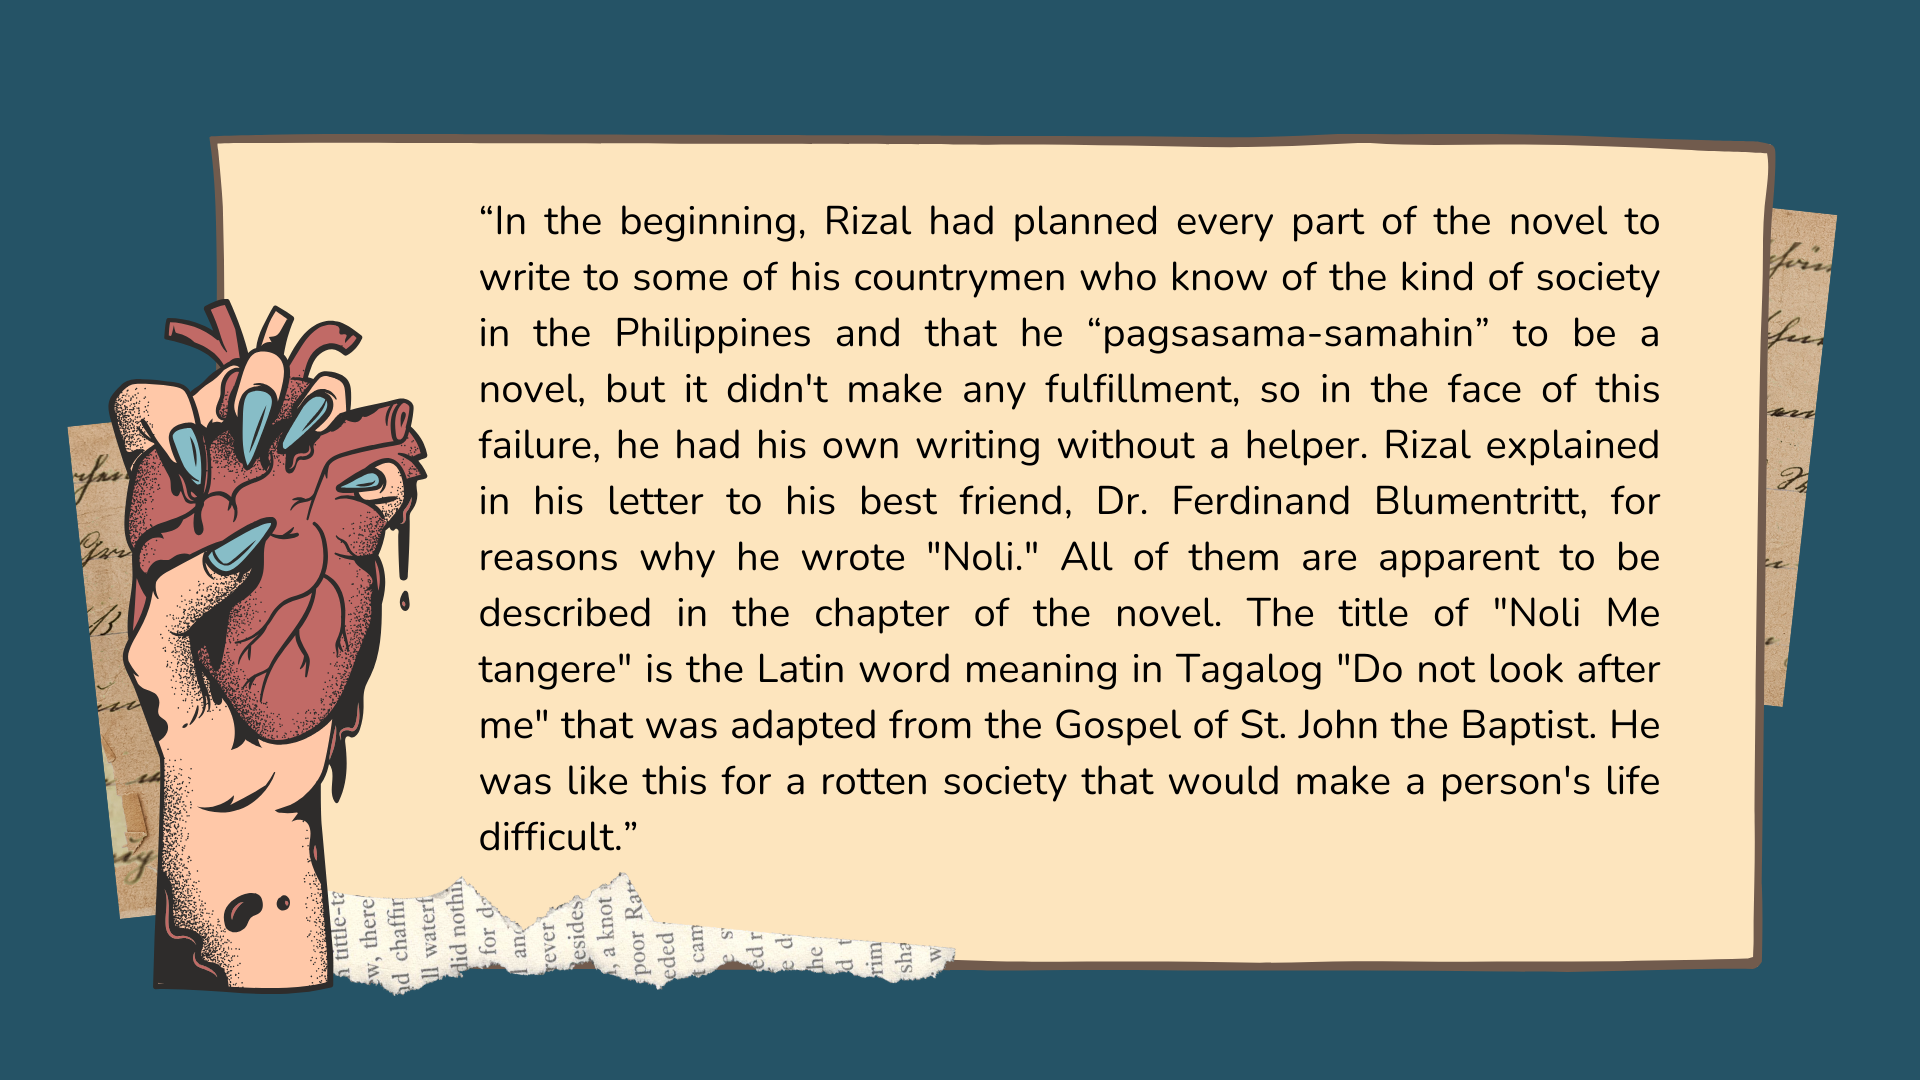 “In the beginning, Rizal had planned every part of the novel to
write to some of his countrymen who know of the kind of society
in the Philippines and that he “pagsasama-samahin” to be a
novel, but it didn't make any fulfillment, so in the face of this
failure, he had his own writing without a helper. Rizal explained
in his letter to his best friend, Dr. Ferdinand Blumentritt, for
reasons why he wrote "Noli." All of them are apparent to be
described in the chapter of the novel. The title of "Noli Me
tangere" is the Latin word meaning in Tagalog "Do not look after
me" that was adapted from the Gospel of St. John the Baptist. He
was like this for a rotten society that would make a person's life
difficult.”
there
did nothin
for
a knot
poor